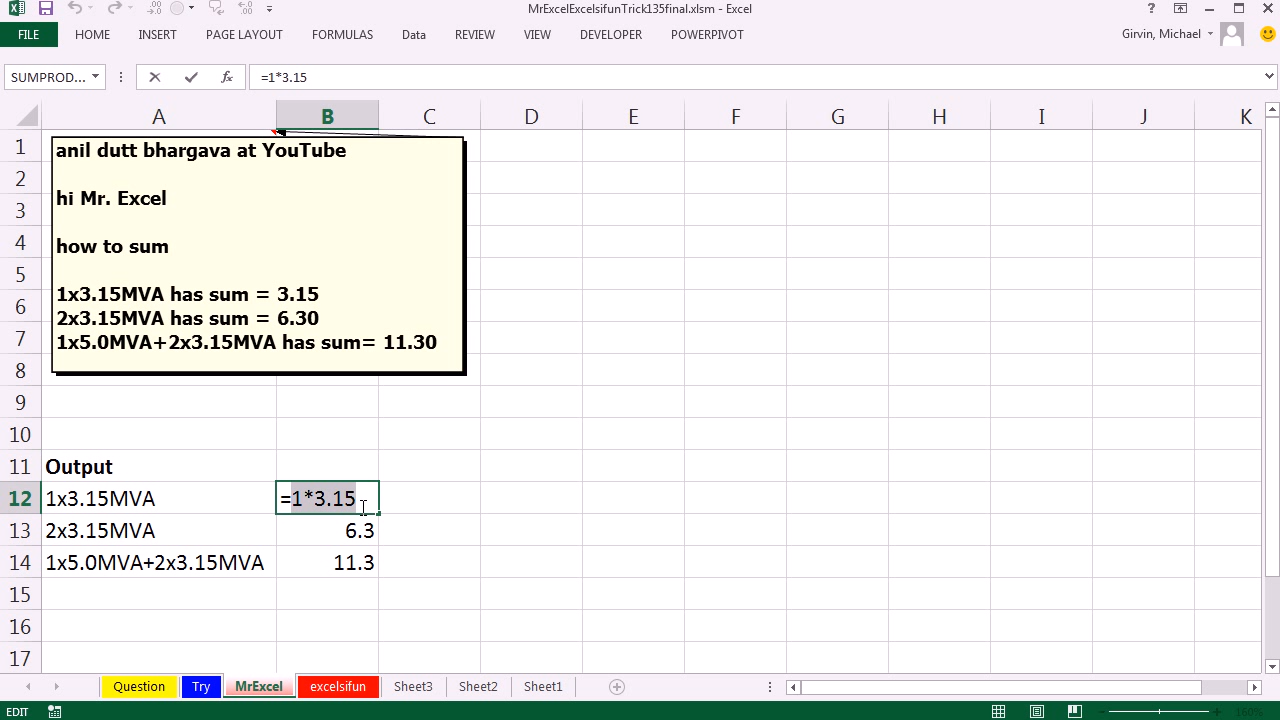 MrExcelExcelsifunTrick135final.xlsm - Excel
?
FILE HOME INSERT PAGE LAYOUT FORMULAS Data REVIEW VIEW DEVELOPER POWERPIVOT Girvin, Michael
SUMPROD... fx =1*3.15
A B C D E F G H I J K
1 anil dutt bhargava at YouTube
2
hi Mr. Excel
3
4 how to sum
5
1x3.15MVA has sum = 3.15
6 2x3.15MVA has sum = 6.30
7 1x5.0MVA+2x3.15MVA has sum= 11.30
8
9
10
11 Output
12 1x3.15MVA =1*3.15
13 2x3.15MVA 6.3
14 1x5.0MVA+2x3.15MVA 11.3
15
16
17
Question Try MrExcel excelsifun Sheet3 Sheet2 Sheet1
EDIT 160%